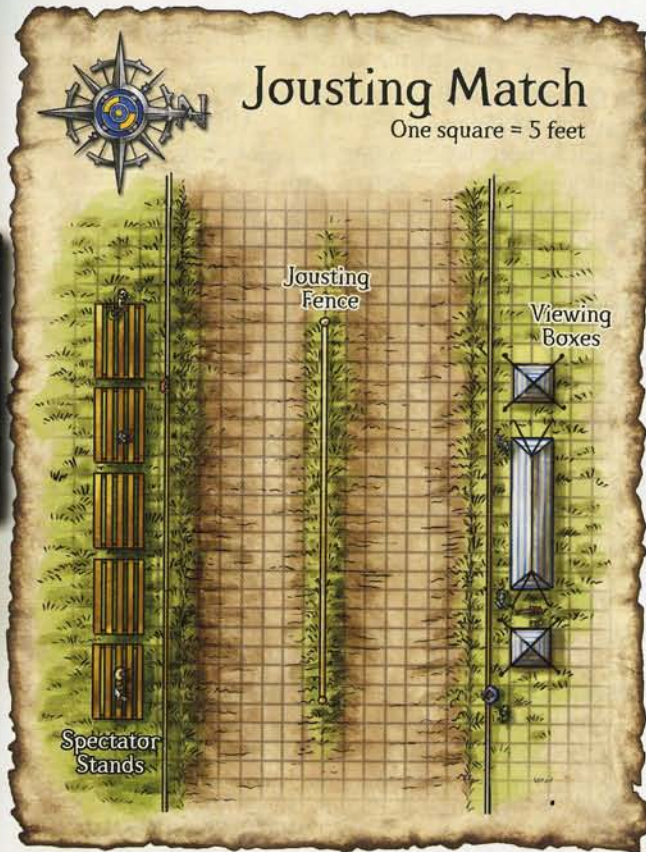 N
Jousting Match
One square = 5 feet
Jousting
Fence
Viewing
Boxes
Spectator
Stands